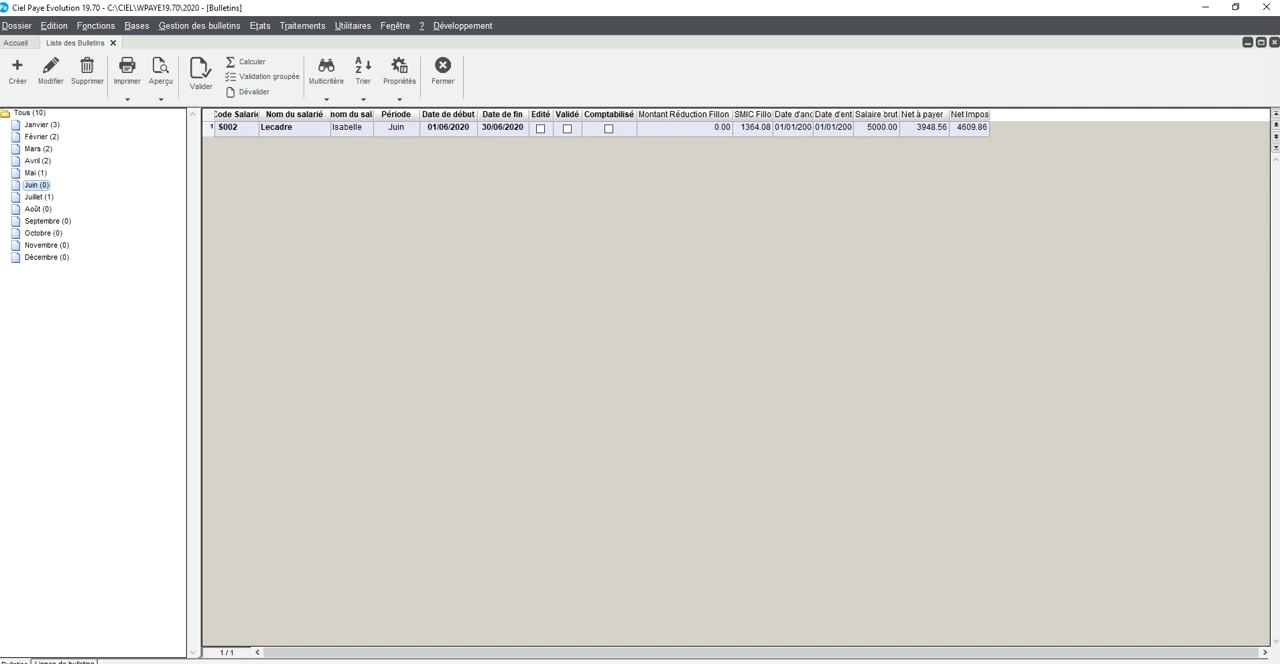 Ciel Paye Evolution 19.70 - C:\CIEL\WPAYE19.70\2020 - [Bulletins]
Dossier Edition Fonctions Bases Gestion des bulletins Etats Traitements Utilitaires Fenêtre ? Développement
Accueil Liste des Bulletins
Créer Modifier Supprimer Imprimer Aperçu Valider Calculer Validation groupée Dévalider Multicritère Trier Propriétés Fermer
Tous (10)
Janvier (3)
Février (2)
Mars (2)
Avril (2)
Mai (1)
Juin (0)
Juillet (1)
Août (0)
Septembre (0)
Octobre (0)
Novembre (0)
Décembre (0)
Code Salarié Nom du salarié nom du sal Période Date de début Date de fin Edité Validé Comptabilisé Montant Réduction Fillon SMIC Fillo Date d'anc Date d'ent Salaire brut Net à payer Net Impos
1 S002 Lecadre Isabelle Juin 01/06/2020 30/06/2020 0.00 1364.08 01/01/200 01/01/200 5000.00 3948.56 4609.86
1 / 1
Bulletins Lignes de bulletins